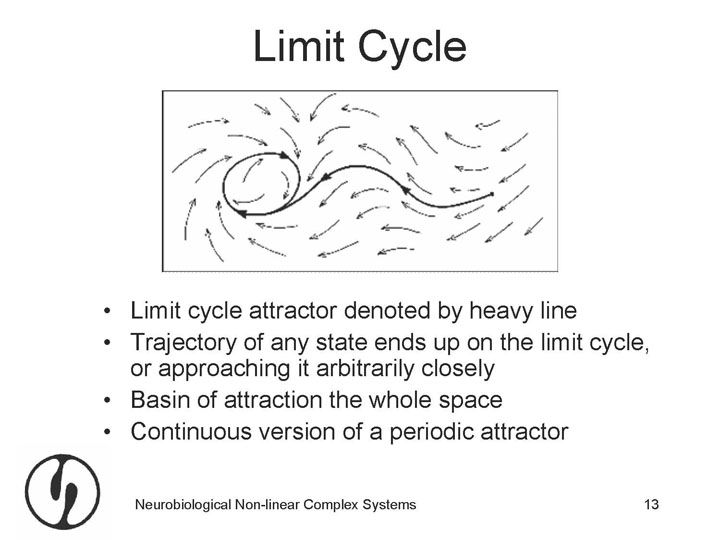 Limit Cycle
• Limit cycle attractor denoted by heavy line
• Trajectory of any state ends up on the limit cycle,
or approaching it arbitrarily closely
• Basin of attraction the whole space
• Continuous version of a periodic attractor
Neurobiological Non-linear Complex Systems
13